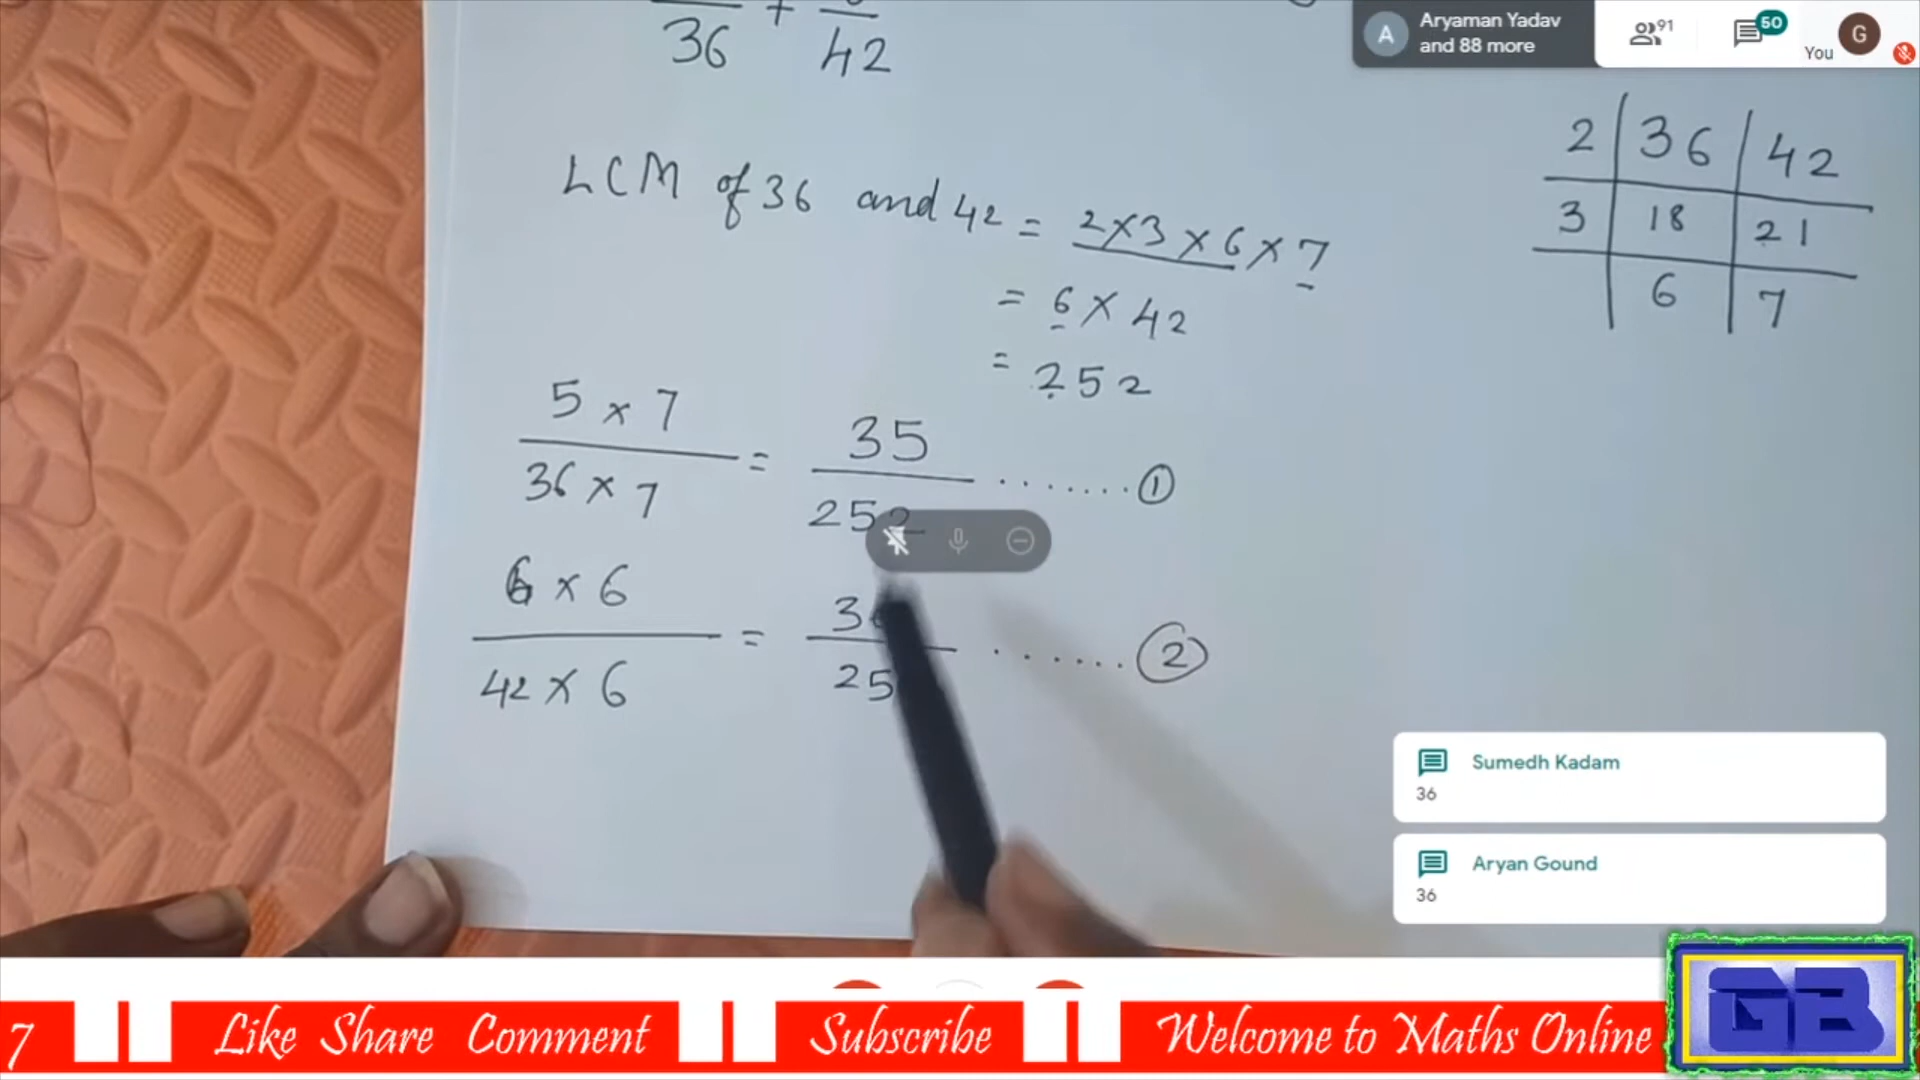 36 + 42
Aryaman Yadav
and 88 more
91
50
You
G
A
2 36 42
3 18 21
6 7
LCM of 36 and 42 = 2 x 3 x 6 x 7
= 6 x 42
= 252
5 x 7 = 35 ....... ①
36 x 7 252
6 x 6 = ...... ②
42 x 6
Sumedh Kadam
36
Aryan Gound
36
7 Like Share Comment Subscribe Welcome to Maths Online
GB